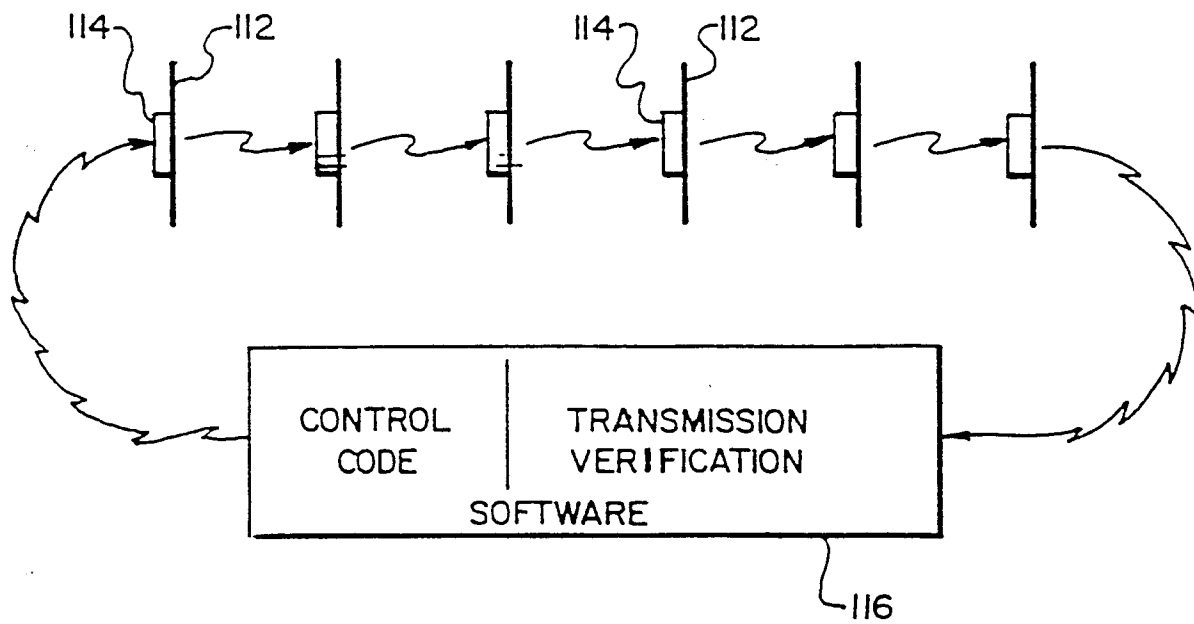 114 112 114 112
CONTROL CODE
TRANSMISSION VERIFICATION
SOFTWARE
116